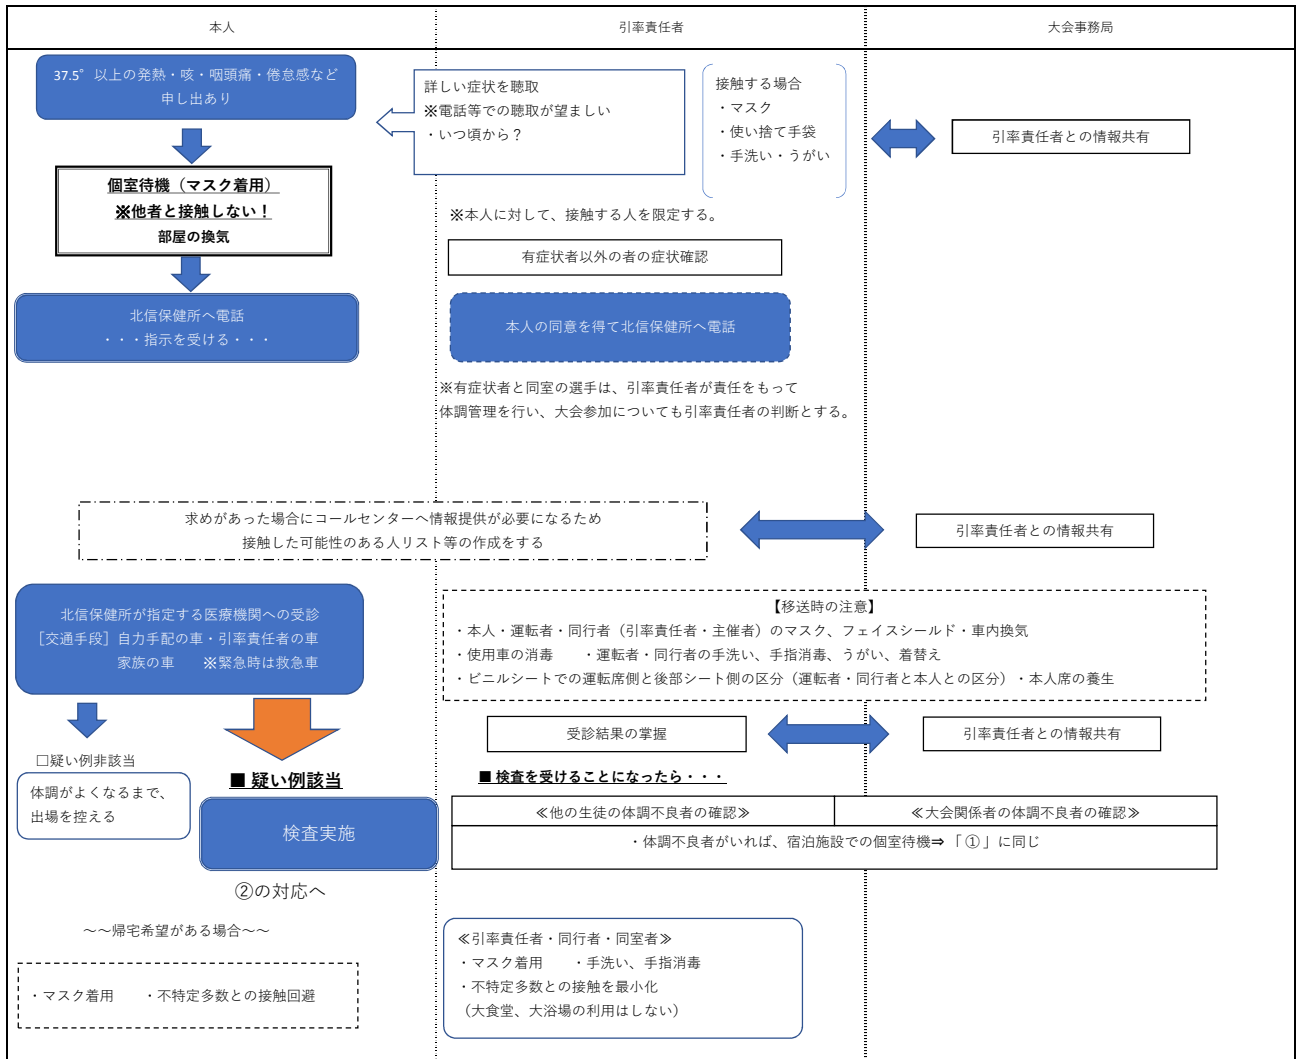 本人
引率責任者
大会事務局
37.5°以上の発熱・咳・咽頭痛・倦怠感など
申し出あり
詳しい症状を聴取
※電話等での聴取が望ましい
・いつ頃から？
接触する場合
・マスク
・使い捨て手袋
・手洗い・うがい
引率責任者との情報共有
個室待機（マスク着用）
※他者と接触しない！
部屋の換気
※本人に対して、接触する人を限定する。
有症状者以外の者の症状確認
北信保健所へ電話
・・・指示を受ける・・・
本人の同意を得て北信保健所へ電話
※有症状者と同室の選手は、引率責任者が責任をもって
体調管理を行い、大会参加についても引率責任者の判断とする。
求めがあった場合にコールセンターへ情報提供が必要になるため
接触した可能性のある人リスト等の作成をする
引率責任者との情報共有
北信保健所が指定する医療機関への受診
［交通手段］自力手配の車・引率責任者の車
家族の車　※緊急時は救急車
【移送時の注意】
・本人・運転者・同行者（引率責任者・主催者）のマスク、フェイスシールド・車内換気
・使用車の消毒　・運転者・同行者の手洗い、手指消毒、うがい、着替え
・ビニルシートでの運転席側と後部シート側の区分（運転者・同行者と本人との区分）・本人席の養生
受診結果の掌握
引率責任者との情報共有
□疑い例非該当
体調がよくなるまで、
出場を控える
■ 疑い例該当
検査実施
②の対応へ
■ 検査を受けることになったら・・・
≪他の生徒の体調不良者の確認≫
≪大会関係者の体調不良者の確認≫
・体調不良者がいれば、宿泊施設での個室待機⇒「①」に同じ
～～帰宅希望がある場合～～
・マスク着用　・不特定多数との接触回避
≪引率責任者・同行者・同室者≫
・マスク着用　・手洗い、手指消毒
・不特定多数との接触を最小化
（大食堂、大浴場の利用はしない）